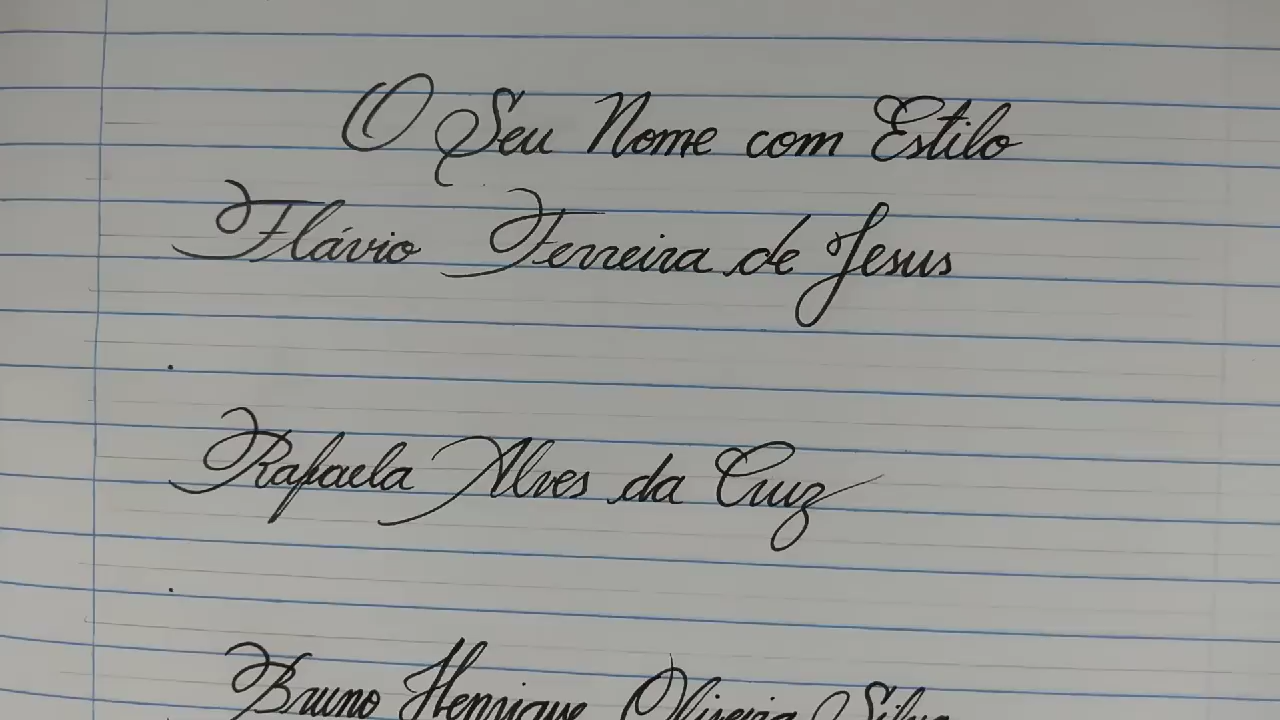 O Seu Nome com Estilo
Flávio Ferreira de Jesus
Rafaela Alves da Cruz
Bruno Henrique Oliveira Silva